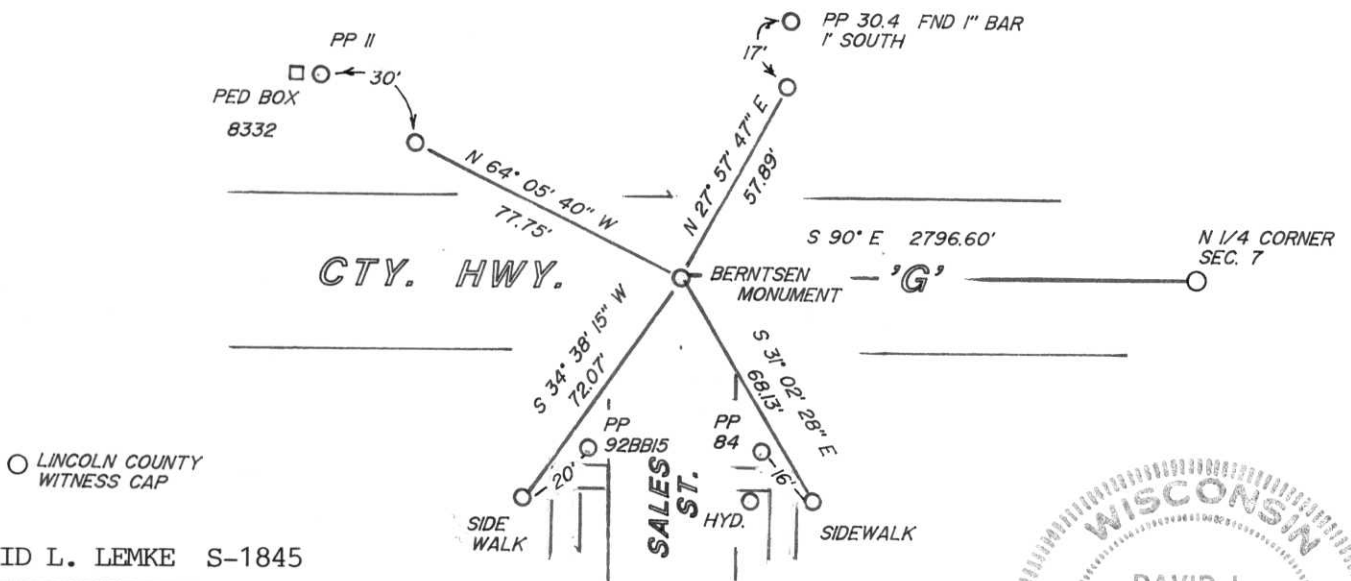 PP 11
PED BOX
8332
30'
17'
PP 30.4 FND 1" BAR
1' SOUTH
N 64° 05' 40" W
77.75'
N 27° 57' 47" E
57.89'
S 90° E 2796.60'
N 1/4 CORNER
SEC. 7
CTY. HWY.
BERNTSEN
MONUMENT
'G'
S 34° 38' 15" W
72.07'
S 31° 02' 28" E
68.13'
PP
92BB15
PP
84
20'
16'
SIDE
WALK
SALES
ST.
HYD.
SIDEWALK
LINCOLN COUNTY
WITNESS CAP
ID L. LEMKE S-1845
WISCONSIN
DAVID L.